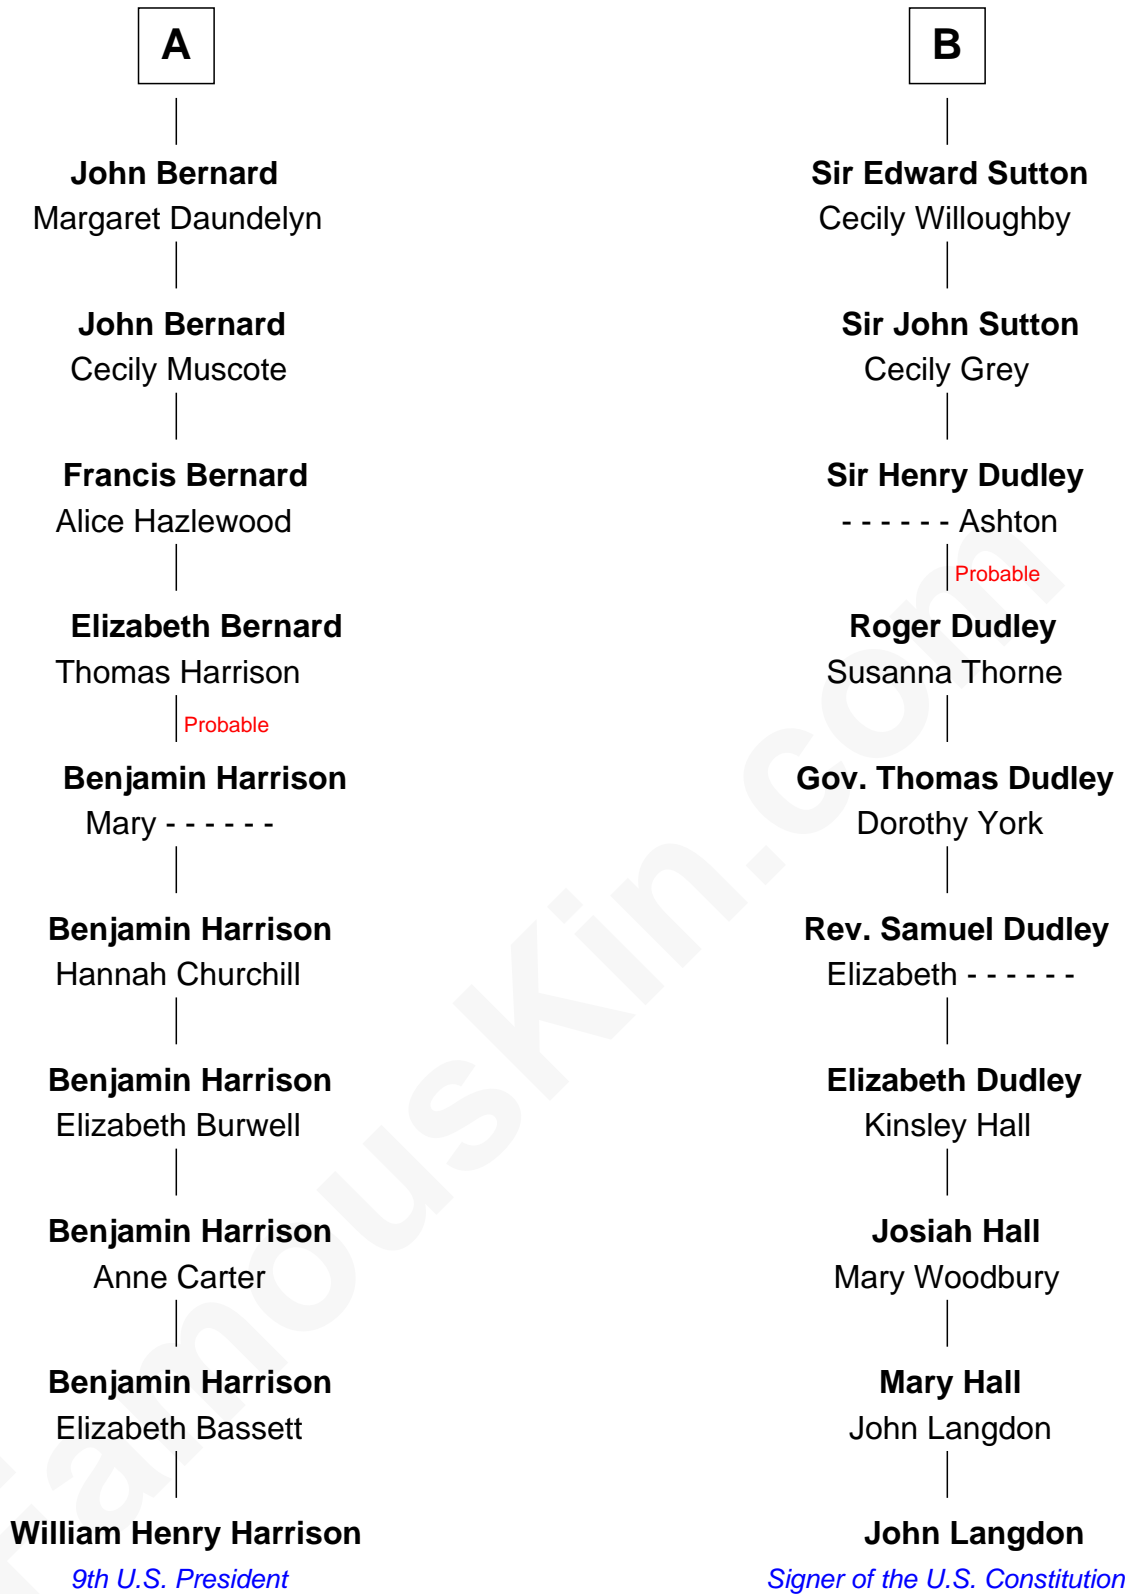 A
John Bernard
Margaret Daundelyn
John Bernard
Cecily Muscote
Francis Bernard
Alice Hazlewood
Elizabeth Bernard
Thomas Harrison
Probable
Benjamin Harrison
Mary - - - - - -
Benjamin Harrison
Hannah Churchill
Benjamin Harrison
Elizabeth Burwell
Benjamin Harrison
Anne Carter
Benjamin Harrison
Elizabeth Bassett
William Henry Harrison
9th U.S. President
B
Sir Edward Sutton
Cecily Willoughby
Sir John Sutton
Cecily Grey
Sir Henry Dudley
- - - - - - Ashton
Probable
Roger Dudley
Susanna Thorne
Gov. Thomas Dudley
Dorothy York
Rev. Samuel Dudley
Elizabeth - - - - - -
Elizabeth Dudley
Kinsley Hall
Josiah Hall
Mary Woodbury
Mary Hall
John Langdon
John Langdon
Signer of the U.S. Constitution
FamousKin.com